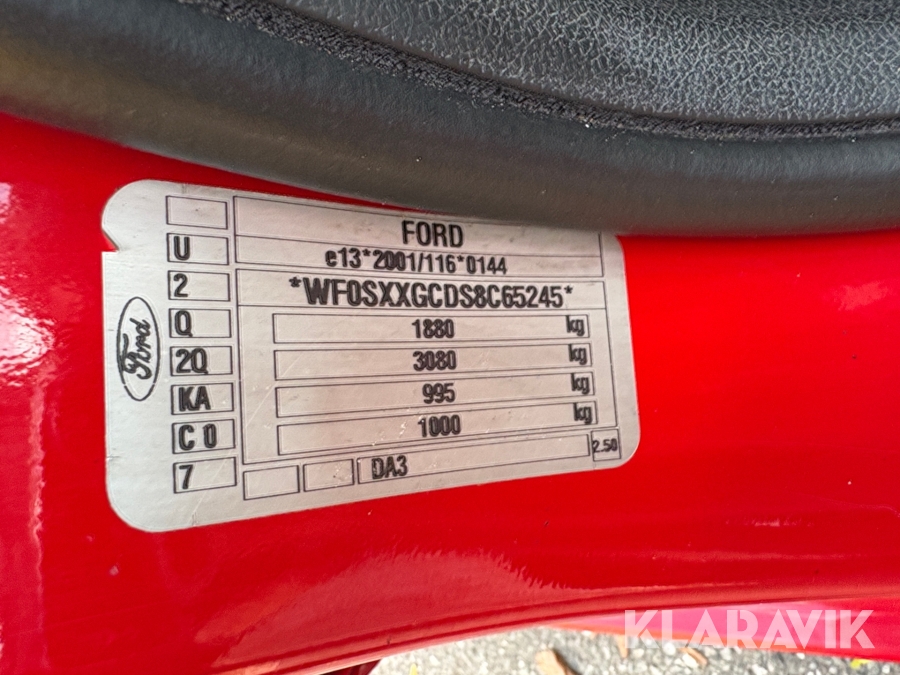 FORD
U
e13*2001/116*0144
2
*WF0SXXGCDS8C65245*
Q
1880 kg
2Q
3080 kg
KA
995 kg
C 0
1000 kg
7
DA3
2.50
Ford
KLARAVIK